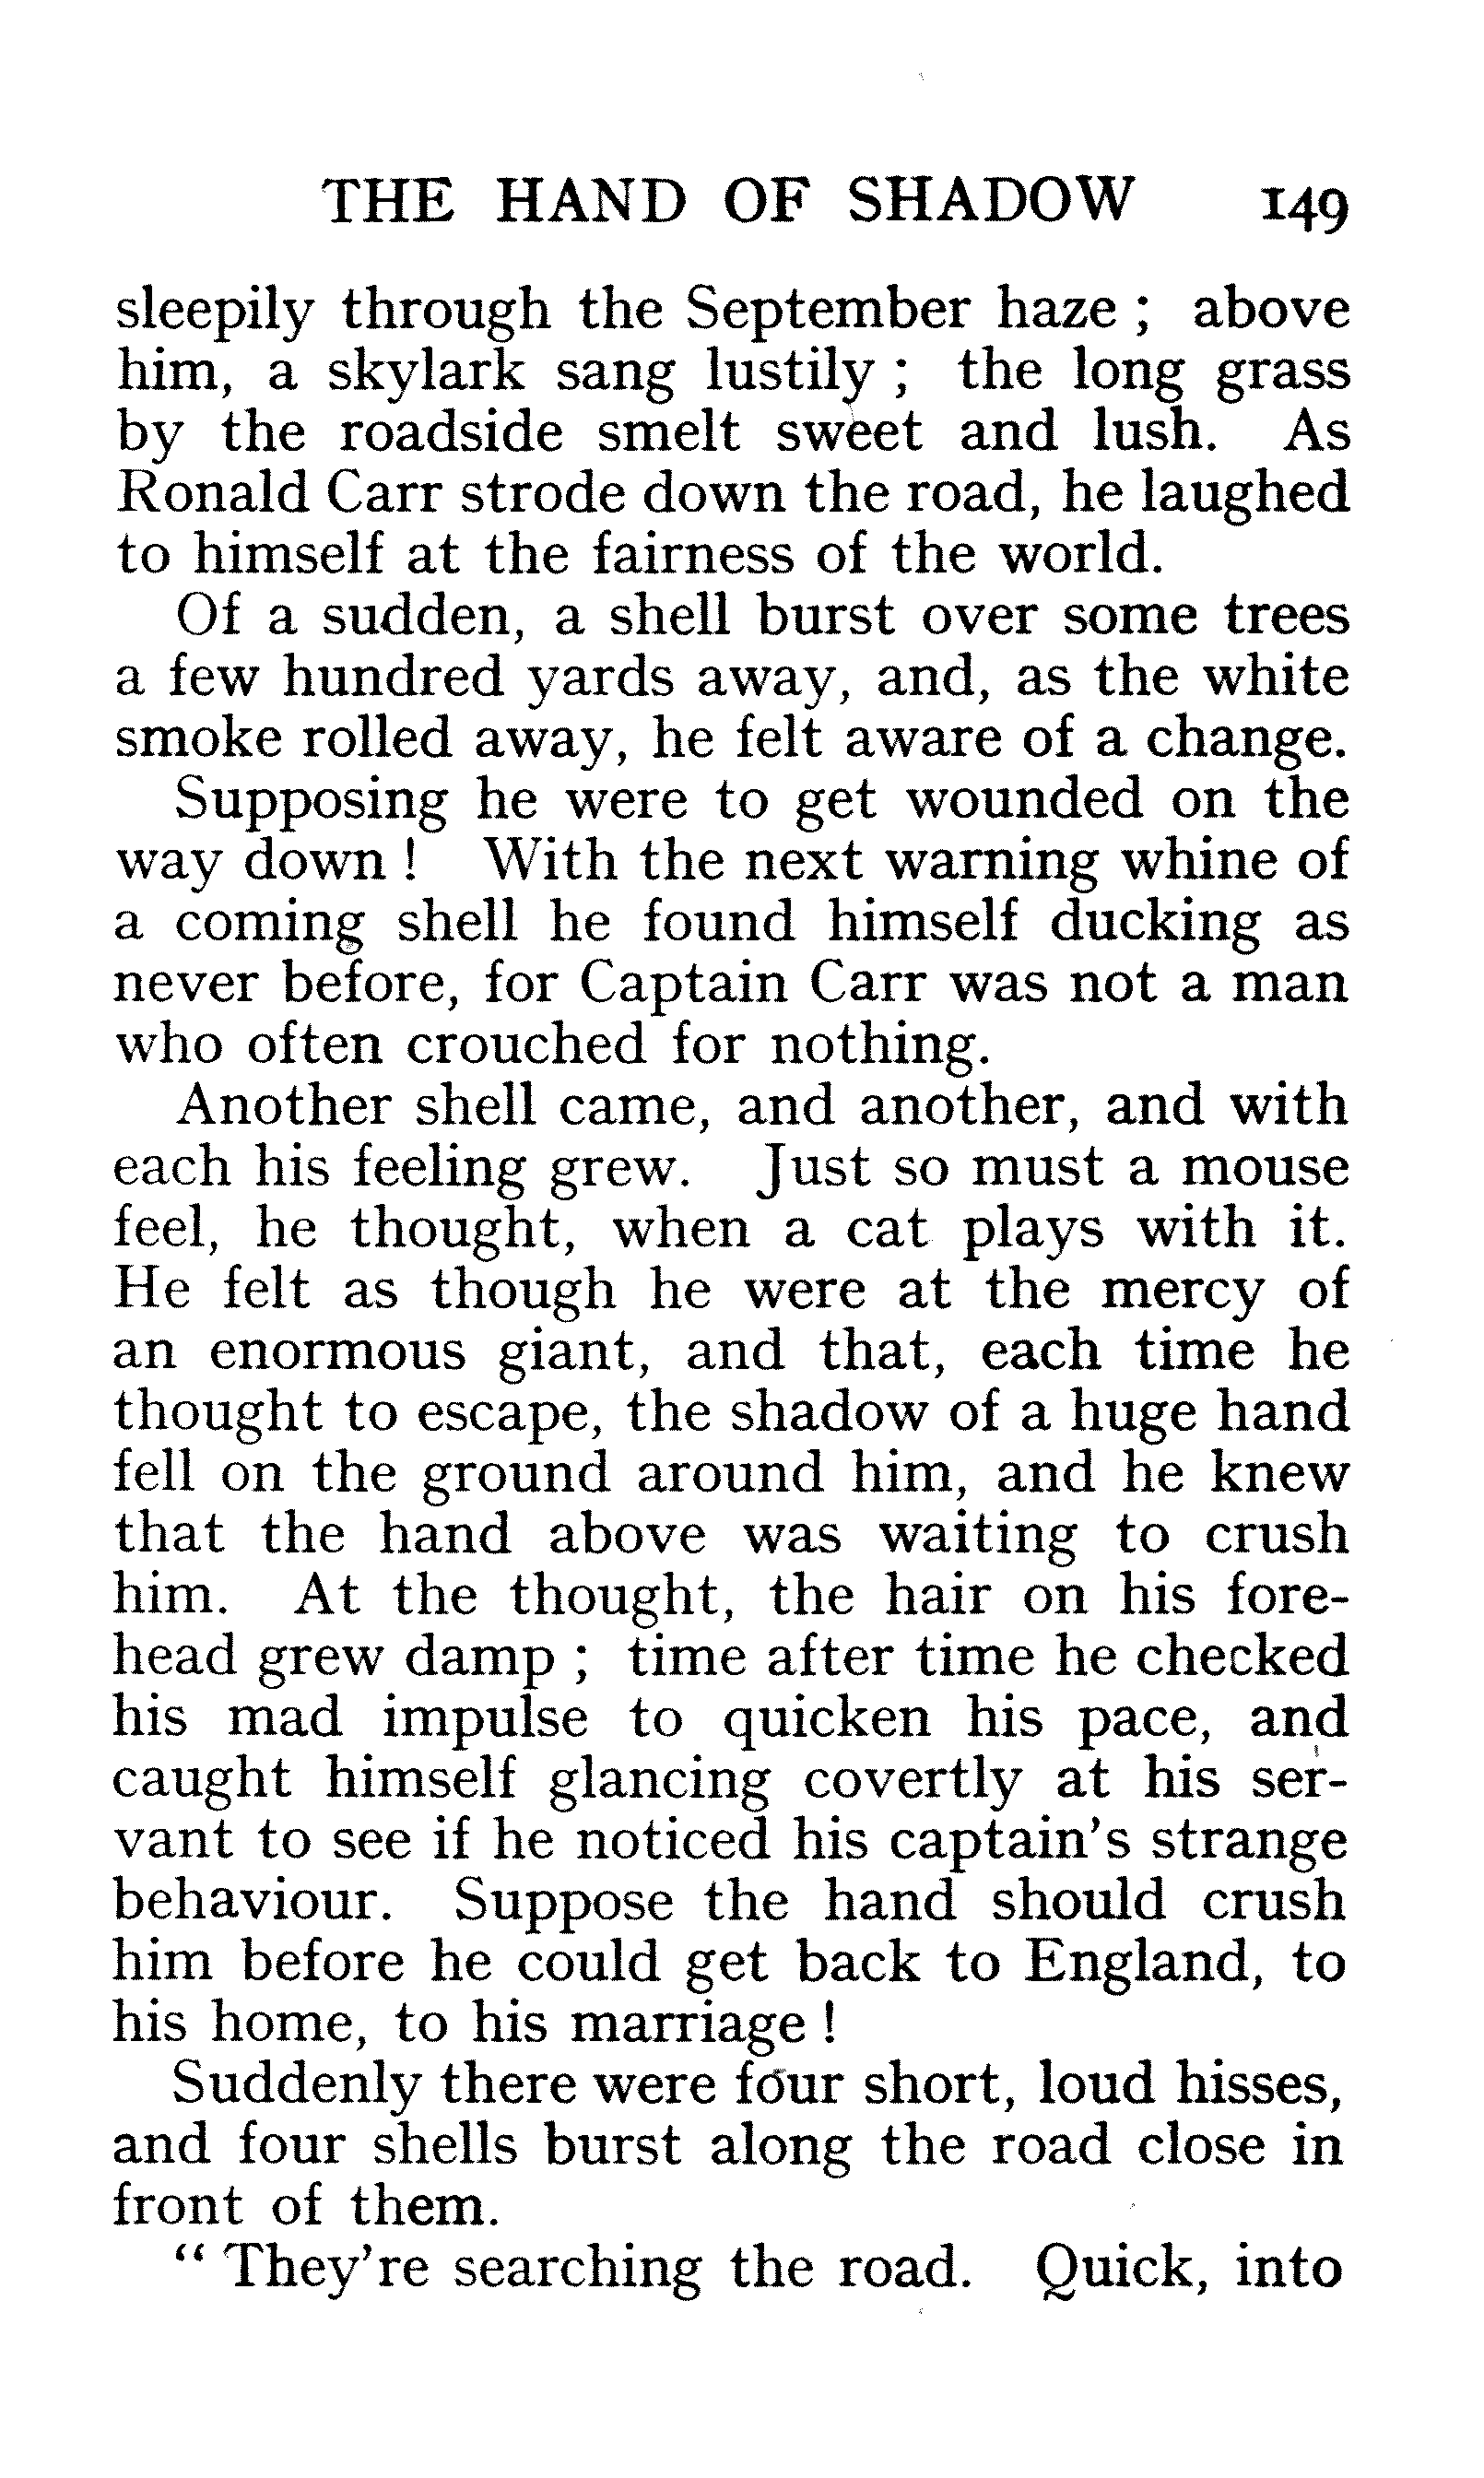 THE HAND OF SHADOW 149
sleepily through the September haze ; above
him, a skylark sang lustily ; the long grass
by the roadside smelt sweet and lush. As
Ronald Carr strode down the road, he laughed
to himself at the fairness of the world.
Of a sudden, a shell burst over some trees
a few hundred yards away, and, as the white
smoke rolled away, he felt aware of a change.
Supposing he were to get wounded on the
way down ! With the next warning whine of
a coming shell he found himself ducking as
never before, for Captain Carr was not a man
who often crouched for nothing.
Another shell came, and another, and with
each his feeling grew. Just so must a mouse
feel, he thought, when a cat plays with it.
He felt as though he were at the mercy of
an enormous giant, and that, each time he
thought to escape, the shadow of a huge hand
fell on the ground around him, and he knew
that the hand above was waiting to crush
him. At the thought, the hair on his fore-
head grew damp ; time after time he checked
his mad impulse to quicken his pace, and
caught himself glancing covertly at his ser-
vant to see if he noticed his captain's strange
behaviour. Suppose the hand should crush
him before he could get back to England, to
his home, to his marriage !
Suddenly there were four short, loud hisses,
and four shells burst along the road close in
front of them.
" They're searching the road. Quick, into